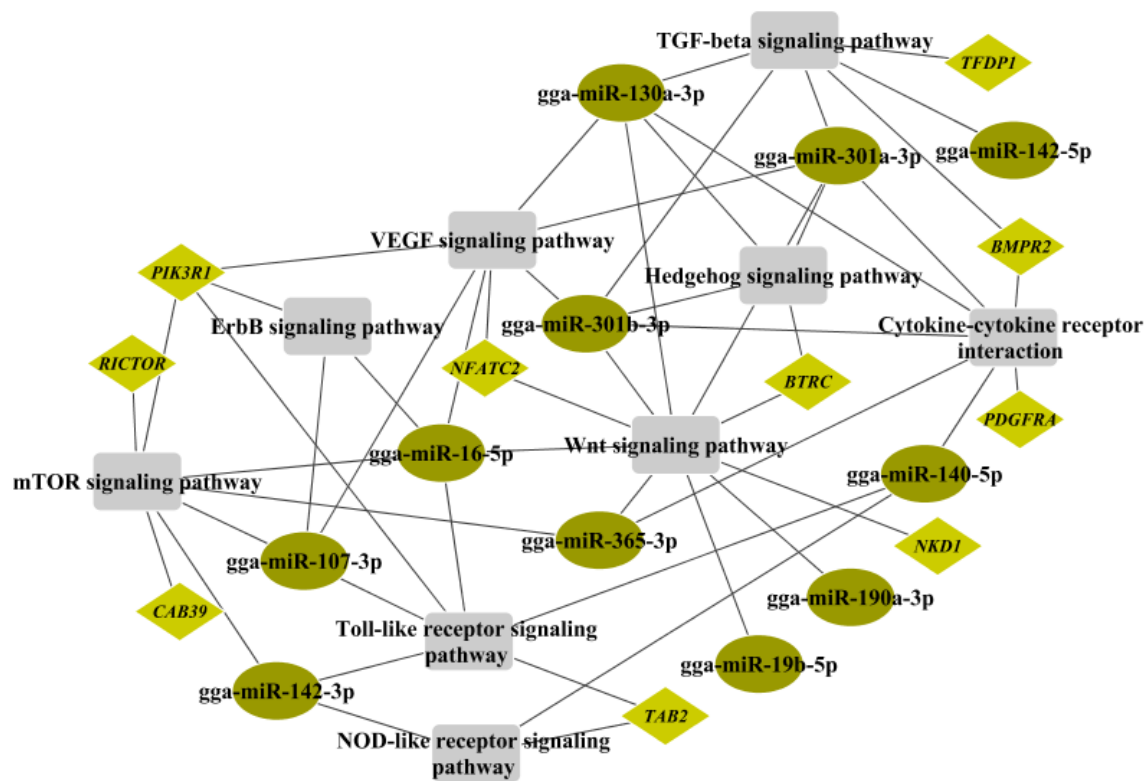 TGF-beta signaling pathway
TFDP1
gga-miR-130a-3p
gga-miR-301a-3p
gga-miR-142-5p
VEGF signaling pathway
BMPR2
PIK3R1
Hedgehog signaling pathway
ErbB signaling pathway
gga-miR-301b-3p
Cytokine-cytokine receptor
interaction
RICTOR
NFATC2
BTRC
PDGFRA
Wnt signaling pathway
gga-miR-16-5p
gga-miR-140-5p
mTOR signaling pathway
gga-miR-365-3p
NKD1
gga-miR-107-3p
gga-miR-190a-3p
CAB39
Toll-like receptor signaling
pathway
gga-miR-19b-5p
gga-miR-142-3p
TAB2
NOD-like receptor signaling
pathway